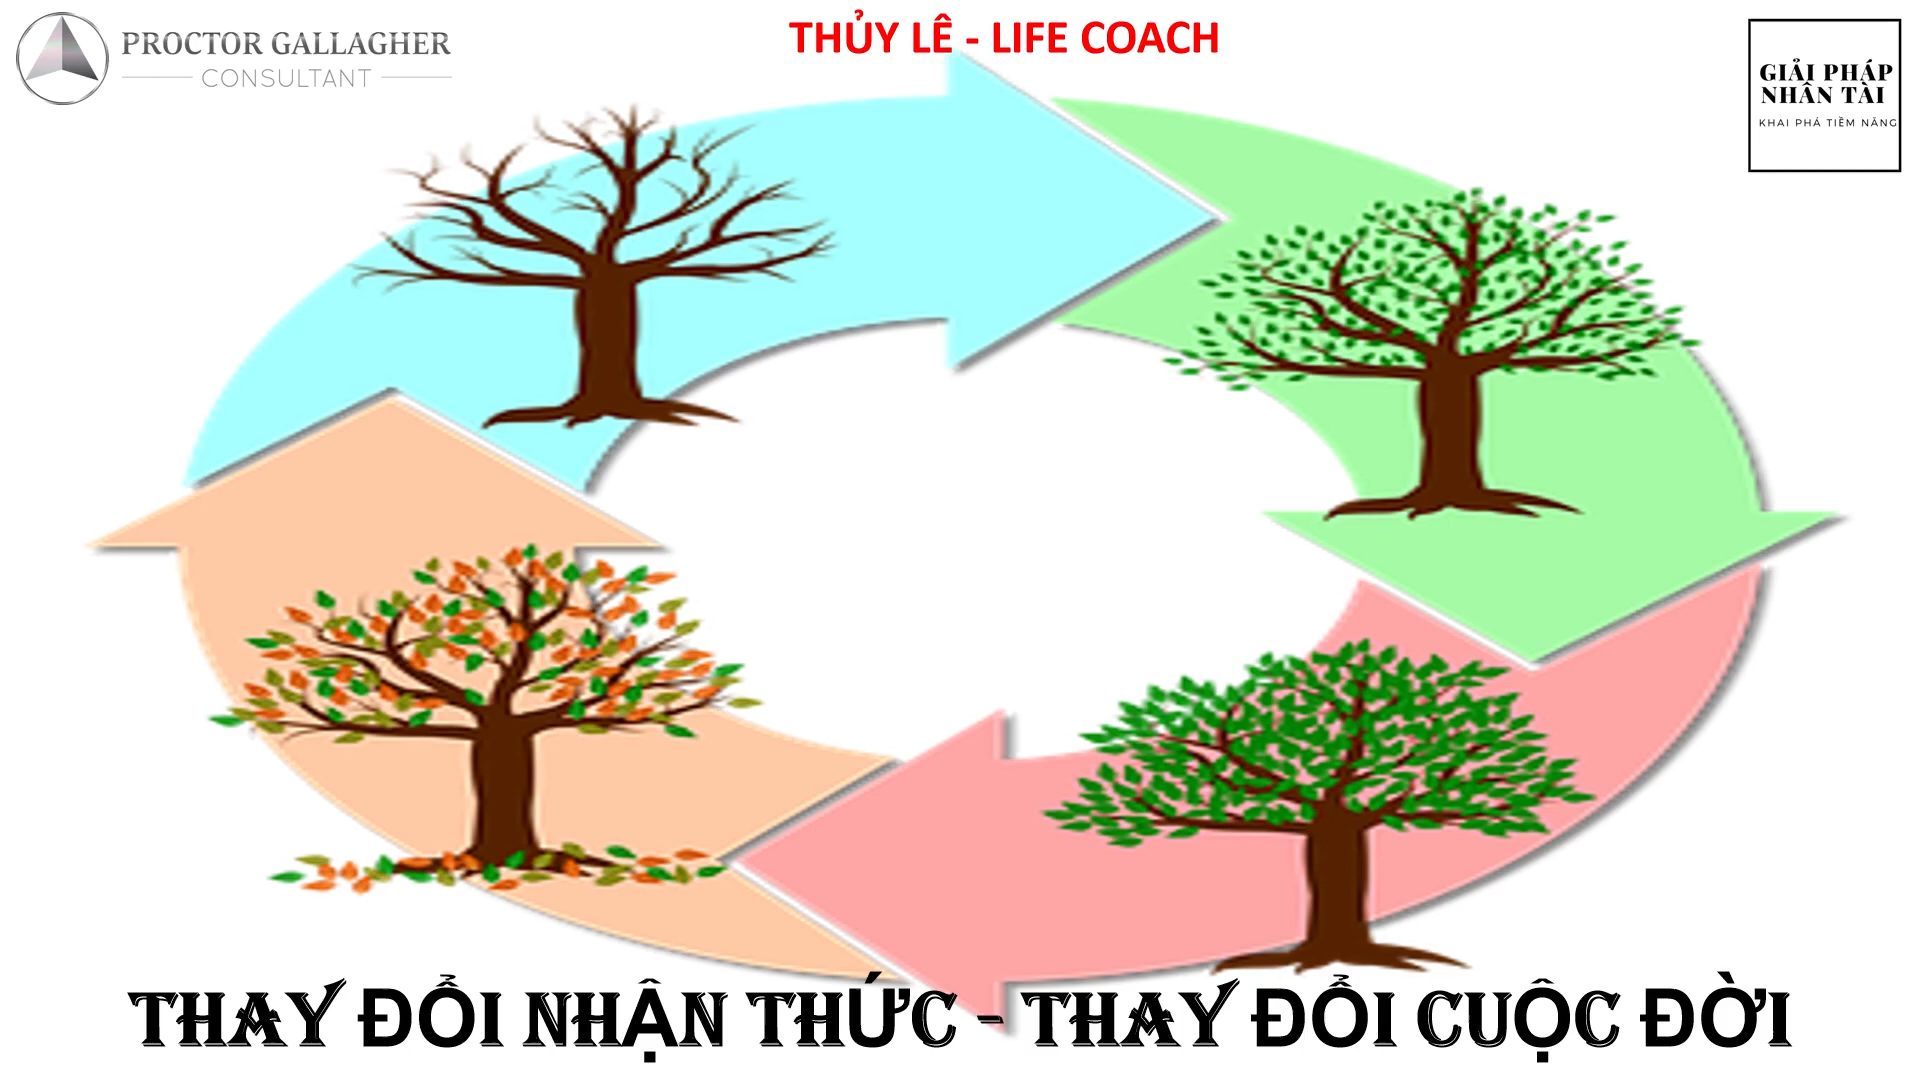 PROCTOR GALLAGHER
CONSULTANT
THỦY LÊ - LIFE COACH
GIẢI PHÁP
NHÂN TÀI
KHAI PHÁ TIỀM NĂNG
THAY ĐỔI NHẬN THỨC - THAY ĐỔI CUỘC ĐỜI